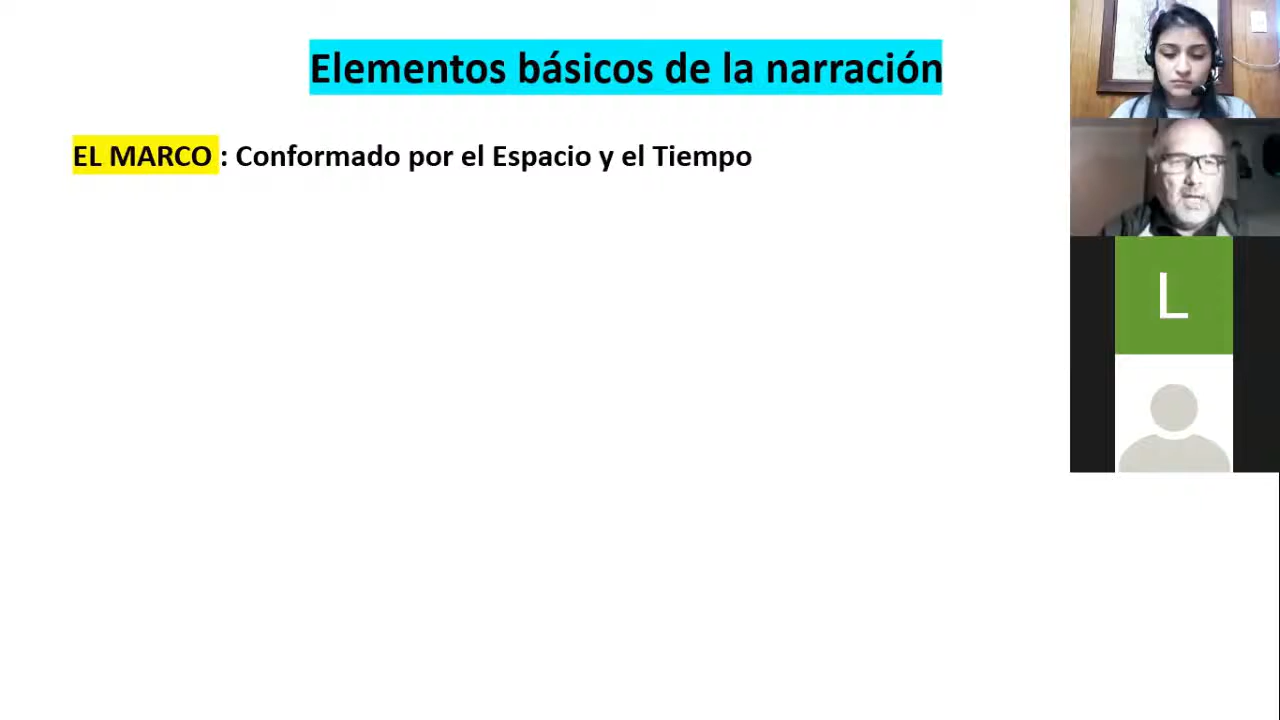 Elementos básicos de la narración
EL MARCO : Conformado por el Espacio y el Tiempo
L